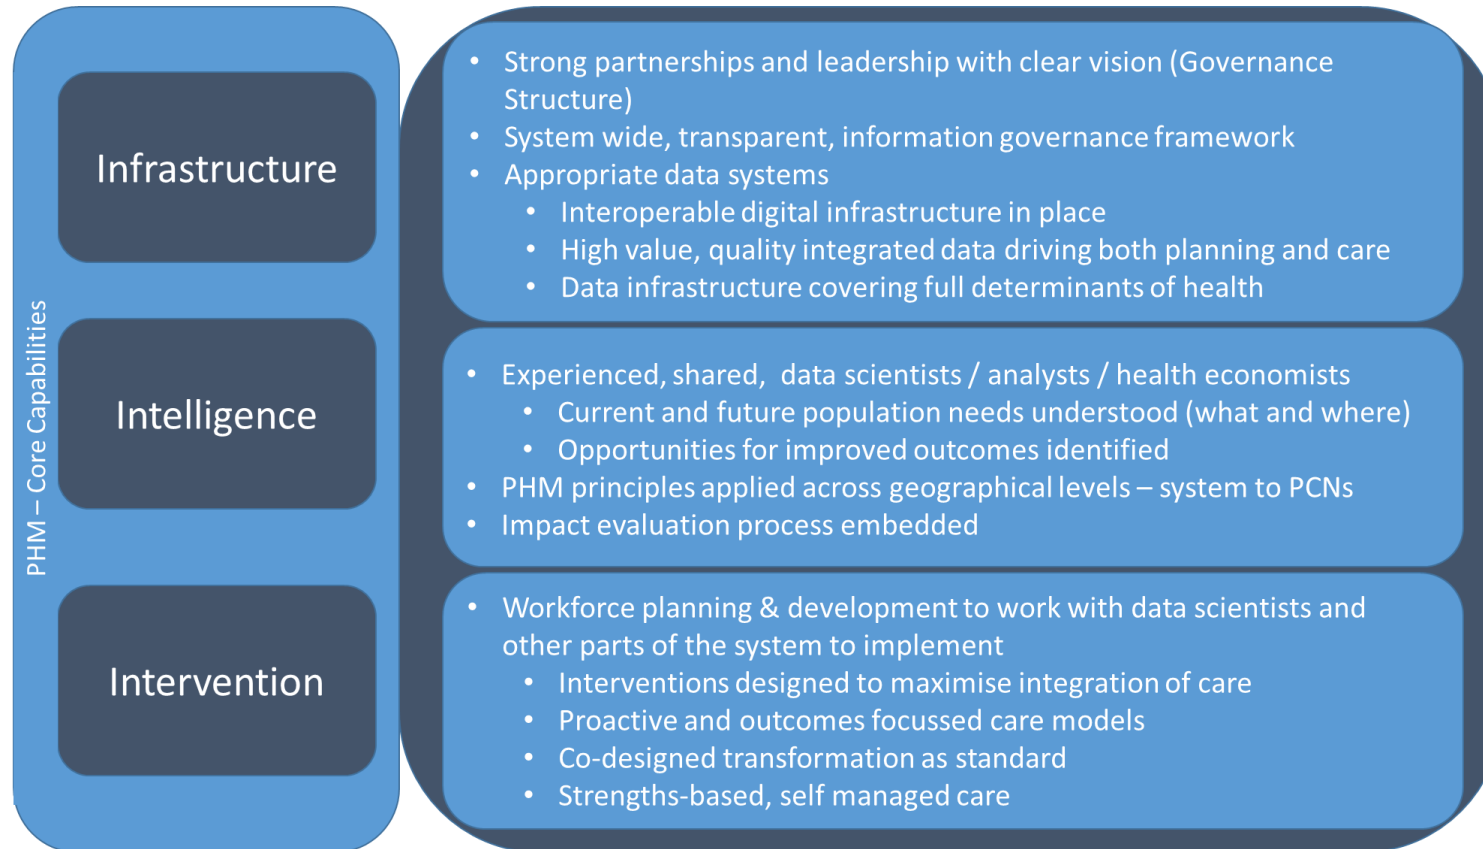 PHM – Core Capabilities
Infrastructure
• Strong partnerships and leadership with clear vision (Governance
Structure)
• System wide, transparent, information governance framework
• Appropriate data systems
• Interoperable digital infrastructure in place
• High value, quality integrated data driving both planning and care
• Data infrastructure covering full determinants of health
Intelligence
• Experienced, shared, data scientists / analysts / health economists
• Current and future population needs understood (what and where)
• Opportunities for improved outcomes identified
• PHM principles applied across geographical levels – system to PCNs
• Impact evaluation process embedded
Intervention
• Workforce planning & development to work with data scientists and
other parts of the system to implement
• Interventions designed to maximise integration of care
• Proactive and outcomes focussed care models
• Co-designed transformation as standard
• Strengths-based, self managed care